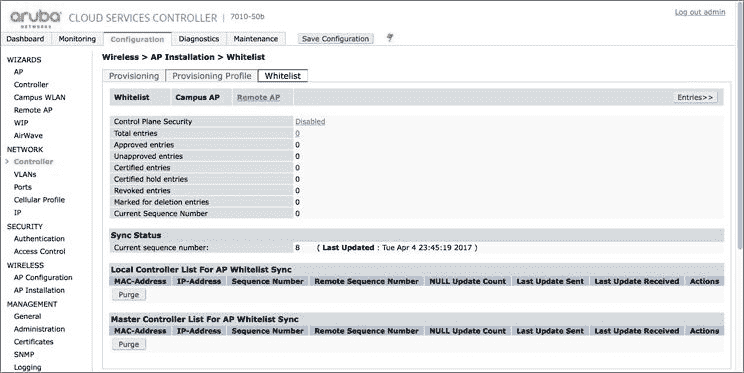 aruba NETWORKS CLOUD SERVICES CONTROLLER | 7010-50b Log out admin
Dashboard Monitoring Configuration Diagnostics Maintenance Save Configuration
WIZARDS
AP
Controller
Campus WLAN
Remote AP
WIP
AirWave
NETWORK
> Controller
VLANs
Ports
Cellular Profile
IP
SECURITY
Authentication
Access Control
WIRELESS
AP Configuration
AP Installation
MANAGEMENT
General
Administration
Certificates
SNMP
Logging
Wireless > AP Installation > Whitelist
Provisioning Provisioning Profile Whitelist
Whitelist Campus AP Remote AP Entries>>
Control Plane Security Disabled
Total entries 0
Approved entries 0
Unapproved entries 0
Certified entries 0
Certified hold entries 0
Revoked entries 0
Marked for deletion entries 0
Current Sequence Number 0
Sync Status
Current sequence number: 8 ( Last Updated : Tue Apr 4 23:45:19 2017 )
Local Controller List For AP Whitelist Sync
MAC-Address IP-Address Sequence Number Remote Sequence Number NULL Update Count Last Update Sent Last Update Received Actions
Purge
Master Controller List For AP Whitelist Sync
MAC-Address IP-Address Sequence Number Remote Sequence Number NULL Update Count Last Update Sent Last Update Received Actions
Purge